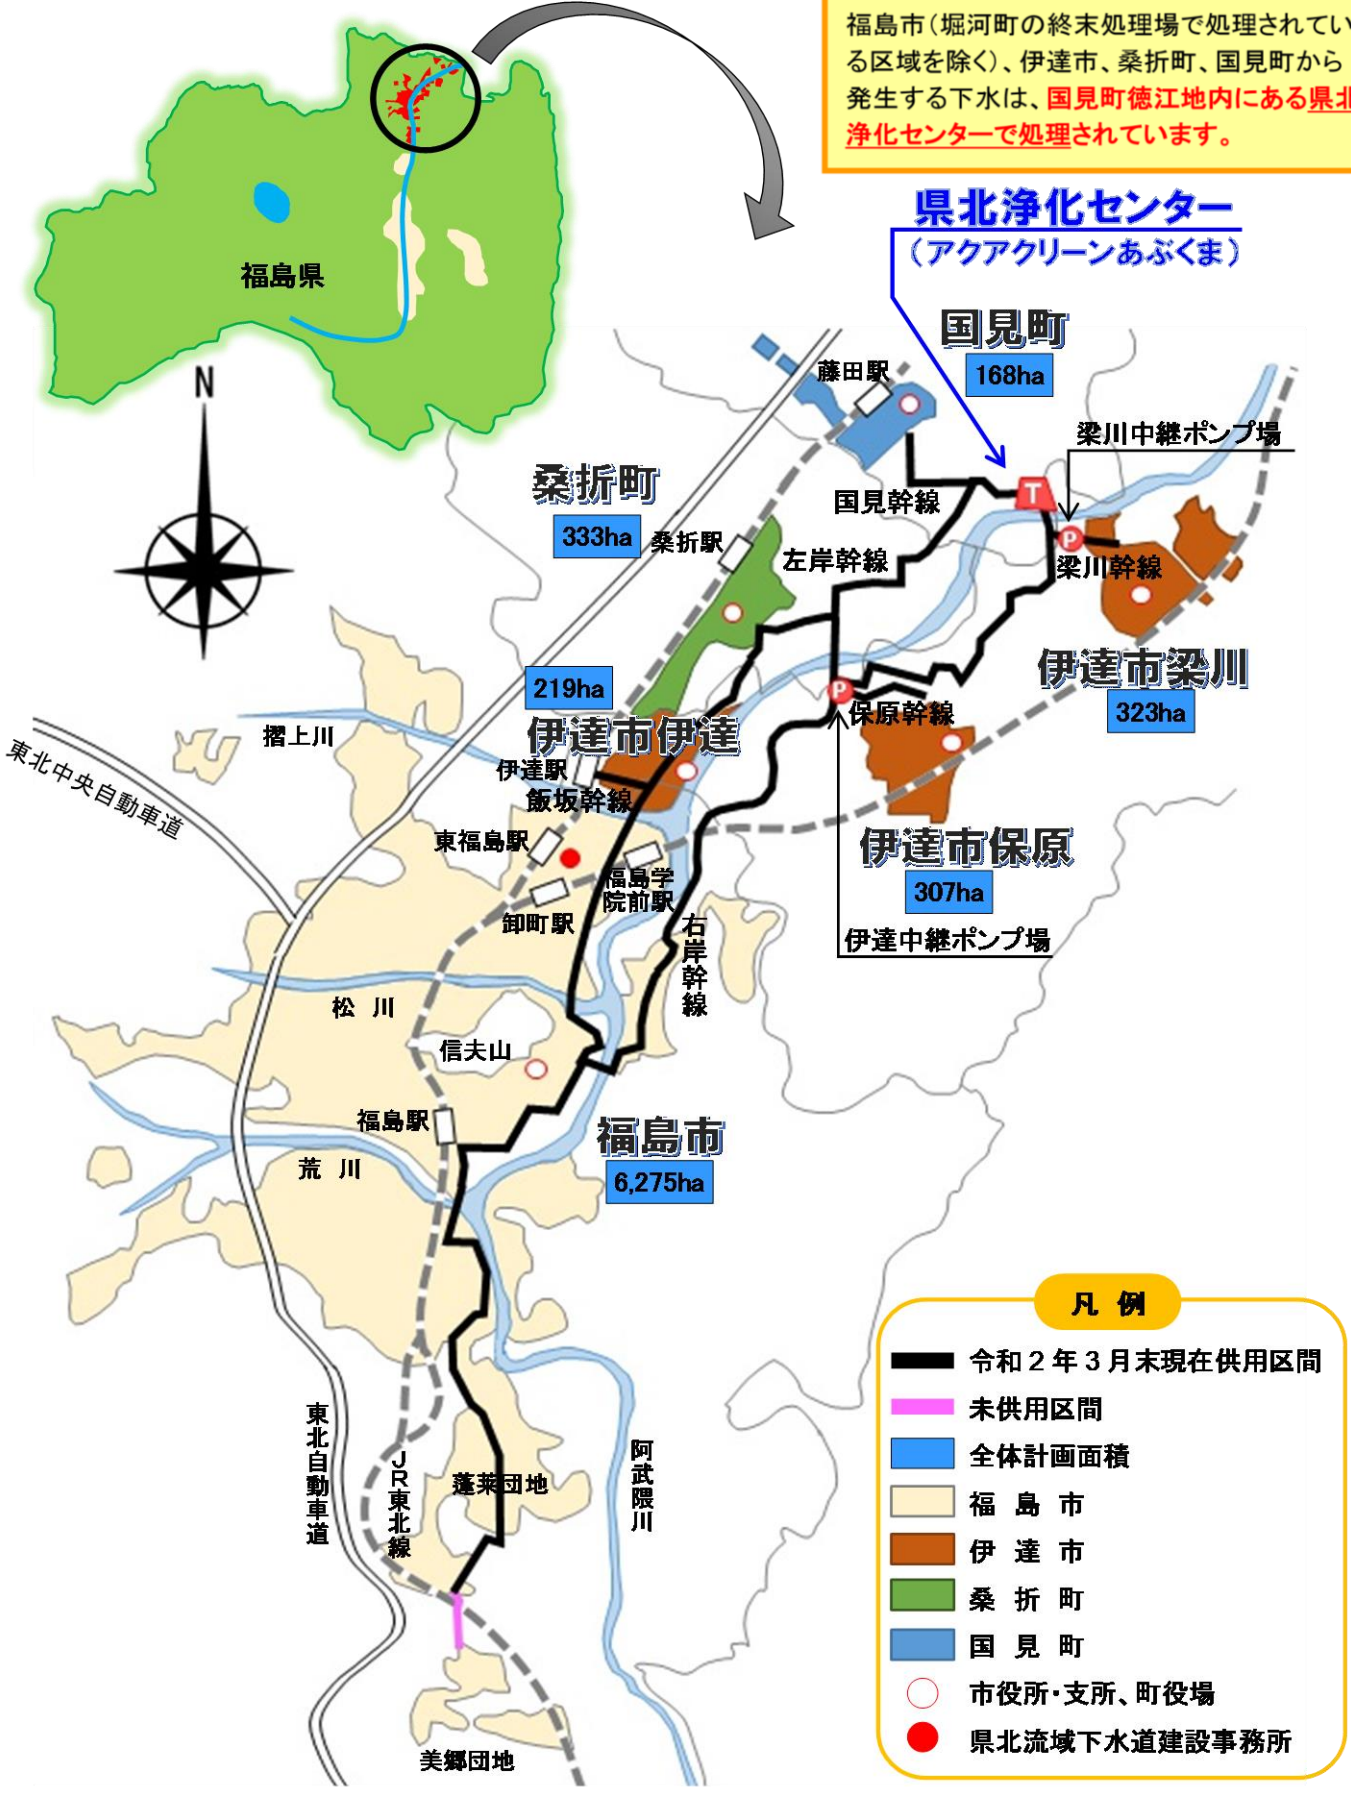 福島市（堀河町の終末処理場で処理されてい
る区域を除く）、伊達市、桑折町、国見町から
発生する下水は、国見町徳江地内にある県北
浄化センターで処理されています。
福島県
県北浄化センター
（アクアクリーンあぶくま）
N
国見町
168ha
藤田駅
梁川中継ポンプ場
桑折町
333ha
桑折駅
国見幹線
T
左岸幹線
P
梁川幹線
219ha
伊達市伊達
伊達市梁川
323ha
P
保原幹線
摺上川
東北中央自動車道
伊達駅
飯坂幹線
東福島駅
福島学
院前駅
卸町駅
伊達市保原
307ha
伊達中継ポンプ場
右岸幹線
松川
信夫山
福島駅
福島市
6,275ha
荒川
東北自動車道
JR東北線
蓬莱団地
阿武隈川
美郷団地
凡例
令和2年3月末現在供用区間
未供用区間
全体計画面積
福島市
伊達市
桑折町
国見町
市役所・支所、町役場
県北流域下水道建設事務所